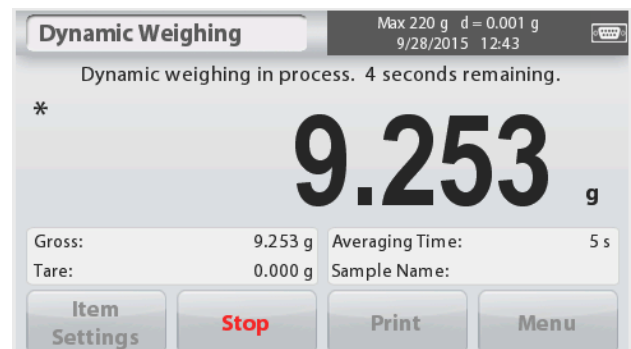 Dynamic Weighing
Max 220 g d = 0.001 g
9/28/2015 12:43
Dynamic weighing in process. 4 seconds remaining.
*
9.253 g
Gross: 9.253 g
Tare: 0.000 g
Averaging Time: 5 s
Sample Name:
Item
Settings
Stop
Print
Menu